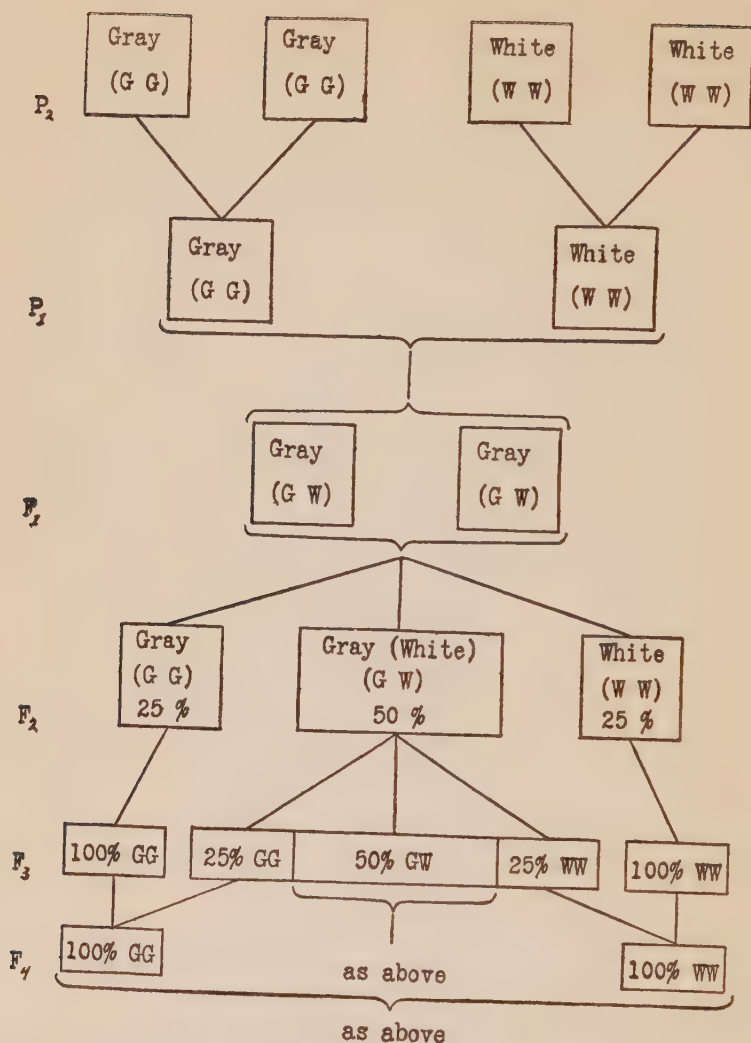 Gray
(G G)
Gray
(G G)
White
(W W)
White
(W W)
P₂
Gray
(G G)
White
(W W)
P₁
Gray
(G W)
Gray
(G W)
F₁
Gray
(G G)
25 %
Gray (White)
(G W)
50 %
White
(W W)
25 %
F₂
F₃
100% GG
25% GG
50% GW
25% WW
100% WW
F₄
100% GG
as above
100% WW
as above